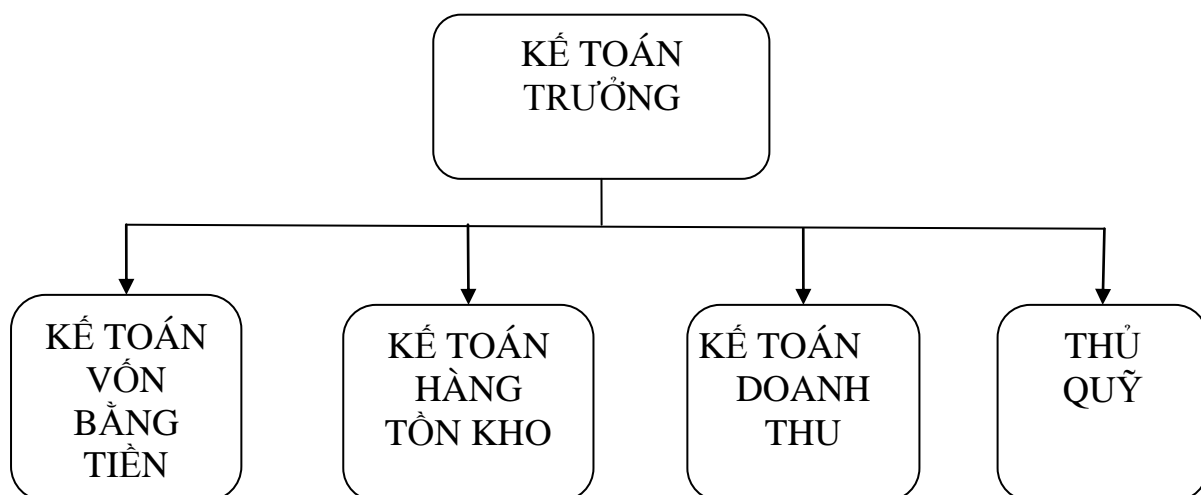 KẾ TOÁN
TRƯỞNG
KẾ TOÁN
VỐN
BẰNG
TIỀN
KẾ TOÁN
HÀNG
TỒN KHO
KẾ TOÁN
DOANH
THU
THỦ
QUỸ